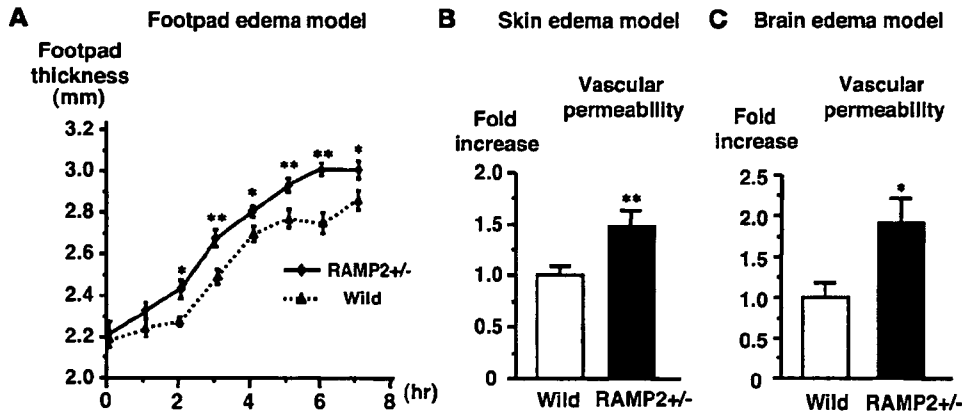 A Footpad edema model
Footpad
thickness
(mm)
3.2
3.0
2.8
2.6
2.4
2.2
2.0
* ** * ** ** *
RAMP2+/-
Wild
0 2 4 6 8 (hr)
B Skin edema model
Vascular
permeability
Fold
increase
2.0
1.5
1.0
0.5
0
**
Wild RAMP2+/-
C Brain edema model
Vascular
permeability
Fold
increase
2.5
2.0
1.5
1.0
0.5
0
*
Wild RAMP2+/-